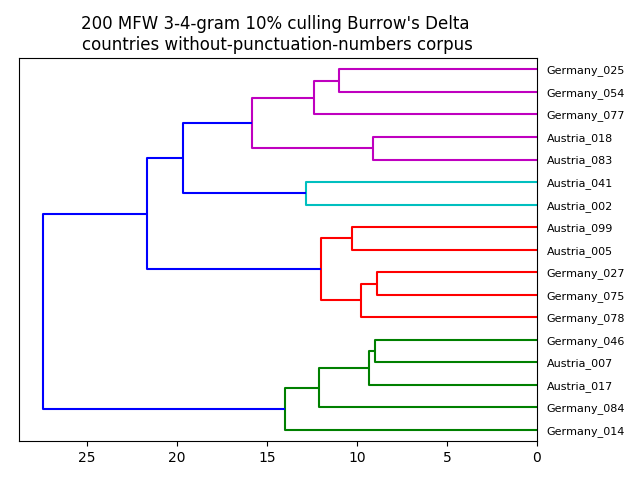 200 MFW 3-4-gram 10% culling Burrow's Delta
countries without-punctuation-numbers corpus
Germany_025
Germany_054
Germany_077
Austria_018
Austria_083
Austria_041
Austria_002
Austria_099
Austria_005
Germany_027
Germany_075
Germany_078
Germany_046
Austria_007
Austria_017
Germany_084
Germany_014
25 20 15 10 5 0